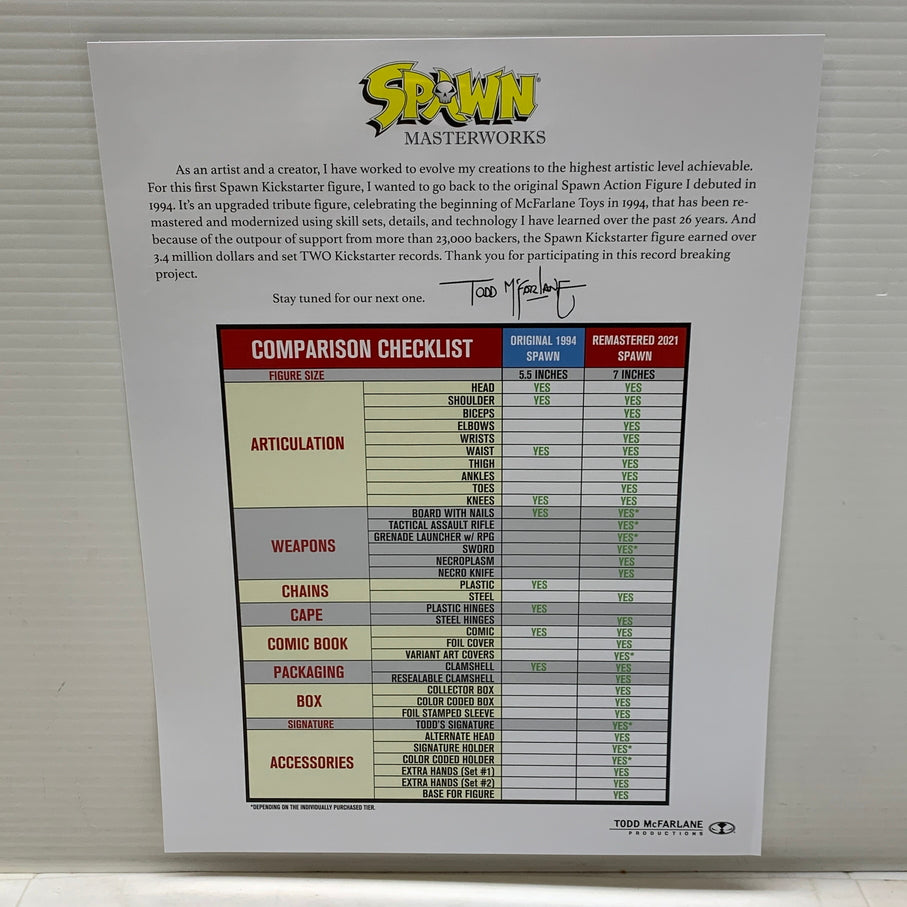 SPAWN
MASTERWORKS
As an artist and a creator, I have worked to evolve my creations to the highest artistic level achievable.
For this first Spawn Kickstarter figure, I wanted to go back to the original Spawn Action Figure I debuted in
1994. It's an upgraded tribute figure, celebrating the beginning of McFarlane Toys in 1994, that has been re-
mastered and modernized using skill sets, details, and technology I have learned over the past 26 years. And
because of the outpour of support from more than 23,000 backers, the Spawn Kickstarter figure earned over
3.4 million dollars and set TWO Kickstarter records. Thank you for participating in this record breaking
project.
Stay tuned for our next one. TODD McFARLANE
COMPARISON CHECKLIST ORIGINAL 1994 SPAWN REMASTERED 2021 SPAWN
FIGURE SIZE 5.5 INCHES 7 INCHES
ARTICULATION
HEAD YES YES
SHOULDER YES YES
BICEPS YES
ELBOWS YES
WRISTS YES
WAIST YES YES
THIGH YES
ANKLES YES
TOES YES
KNEES YES YES
WEAPONS
BOARD WITH NAILS YES YES*
TACTICAL ASSAULT RIFLE YES*
GRENADE LAUNCHER w/ RPG YES*
SWORD YES*
NECROPLASM YES
NECRO KNIFE YES
CHAINS
PLASTIC YES
STEEL YES
CAPE
PLASTIC HINGES YES
STEEL HINGES YES
COMIC BOOK
COMIC YES YES
FOIL COVER YES
VARIANT ART COVERS YES*
PACKAGING
CLAMSHELL YES YES
RESEALABLE CLAMSHELL YES
BOX
COLLECTOR BOX YES
COLOR CODED BOX YES
FOIL STAMPED SLEEVE YES
SIGNATURE
TODD'S SIGNATURE YES*
ACCESSORIES
ALTERNATE HEAD YES
SIGNATURE HOLDER YES*
COLOR CODED HOLDER YES*
EXTRA HANDS (Set #1) YES
EXTRA HANDS (Set #2) YES
BASE FOR FIGURE YES
*DEPENDING ON THE INDIVIDUALLY PURCHASED TIER.
TODD McFARLANE
PRODUCTIONS